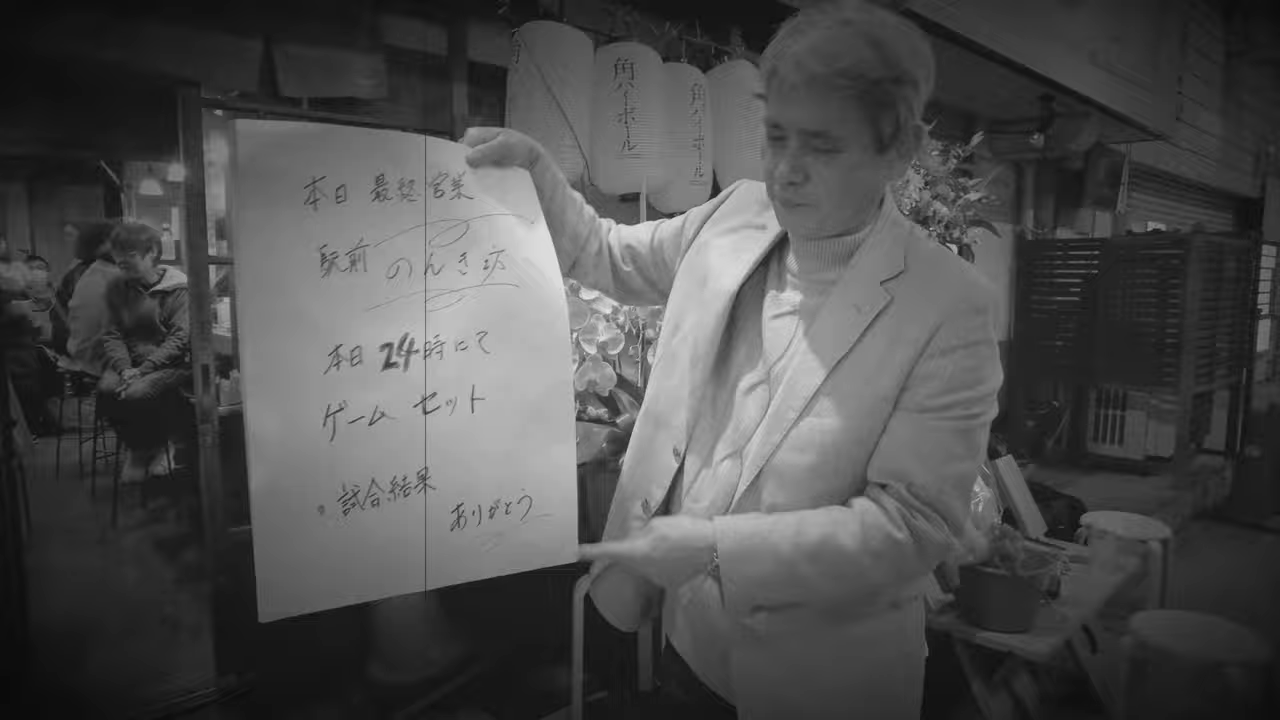 本日 最終 営業
駅前 のんき坊
本日 24時にて
ゲーム セット
・試合結果
ありがとう
角ハイボール
角ハイボール